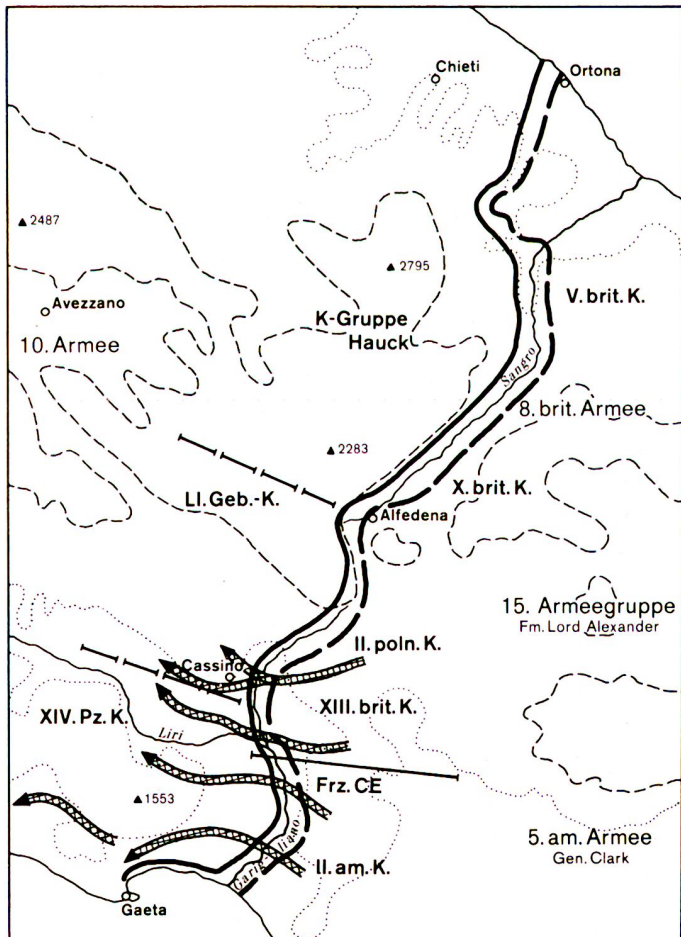 Chieti
Ortona
2487
2795
Avezzano
10. Armee
K-Gruppe
Hauck
V. brit. K.
Sangro
8. brit. Armee
2283
LI. Geb.-K.
X. brit. K.
Alfedena
15. Armeegruppe
Fm. Lord Alexander
II. poln. K.
Cassino
XIV. Pz. K.
XIII. brit. K.
Liri
Frz. CE
1553
Garigliano
5. am. Armee
Gen. Clark
II. am. K.
Gaeta